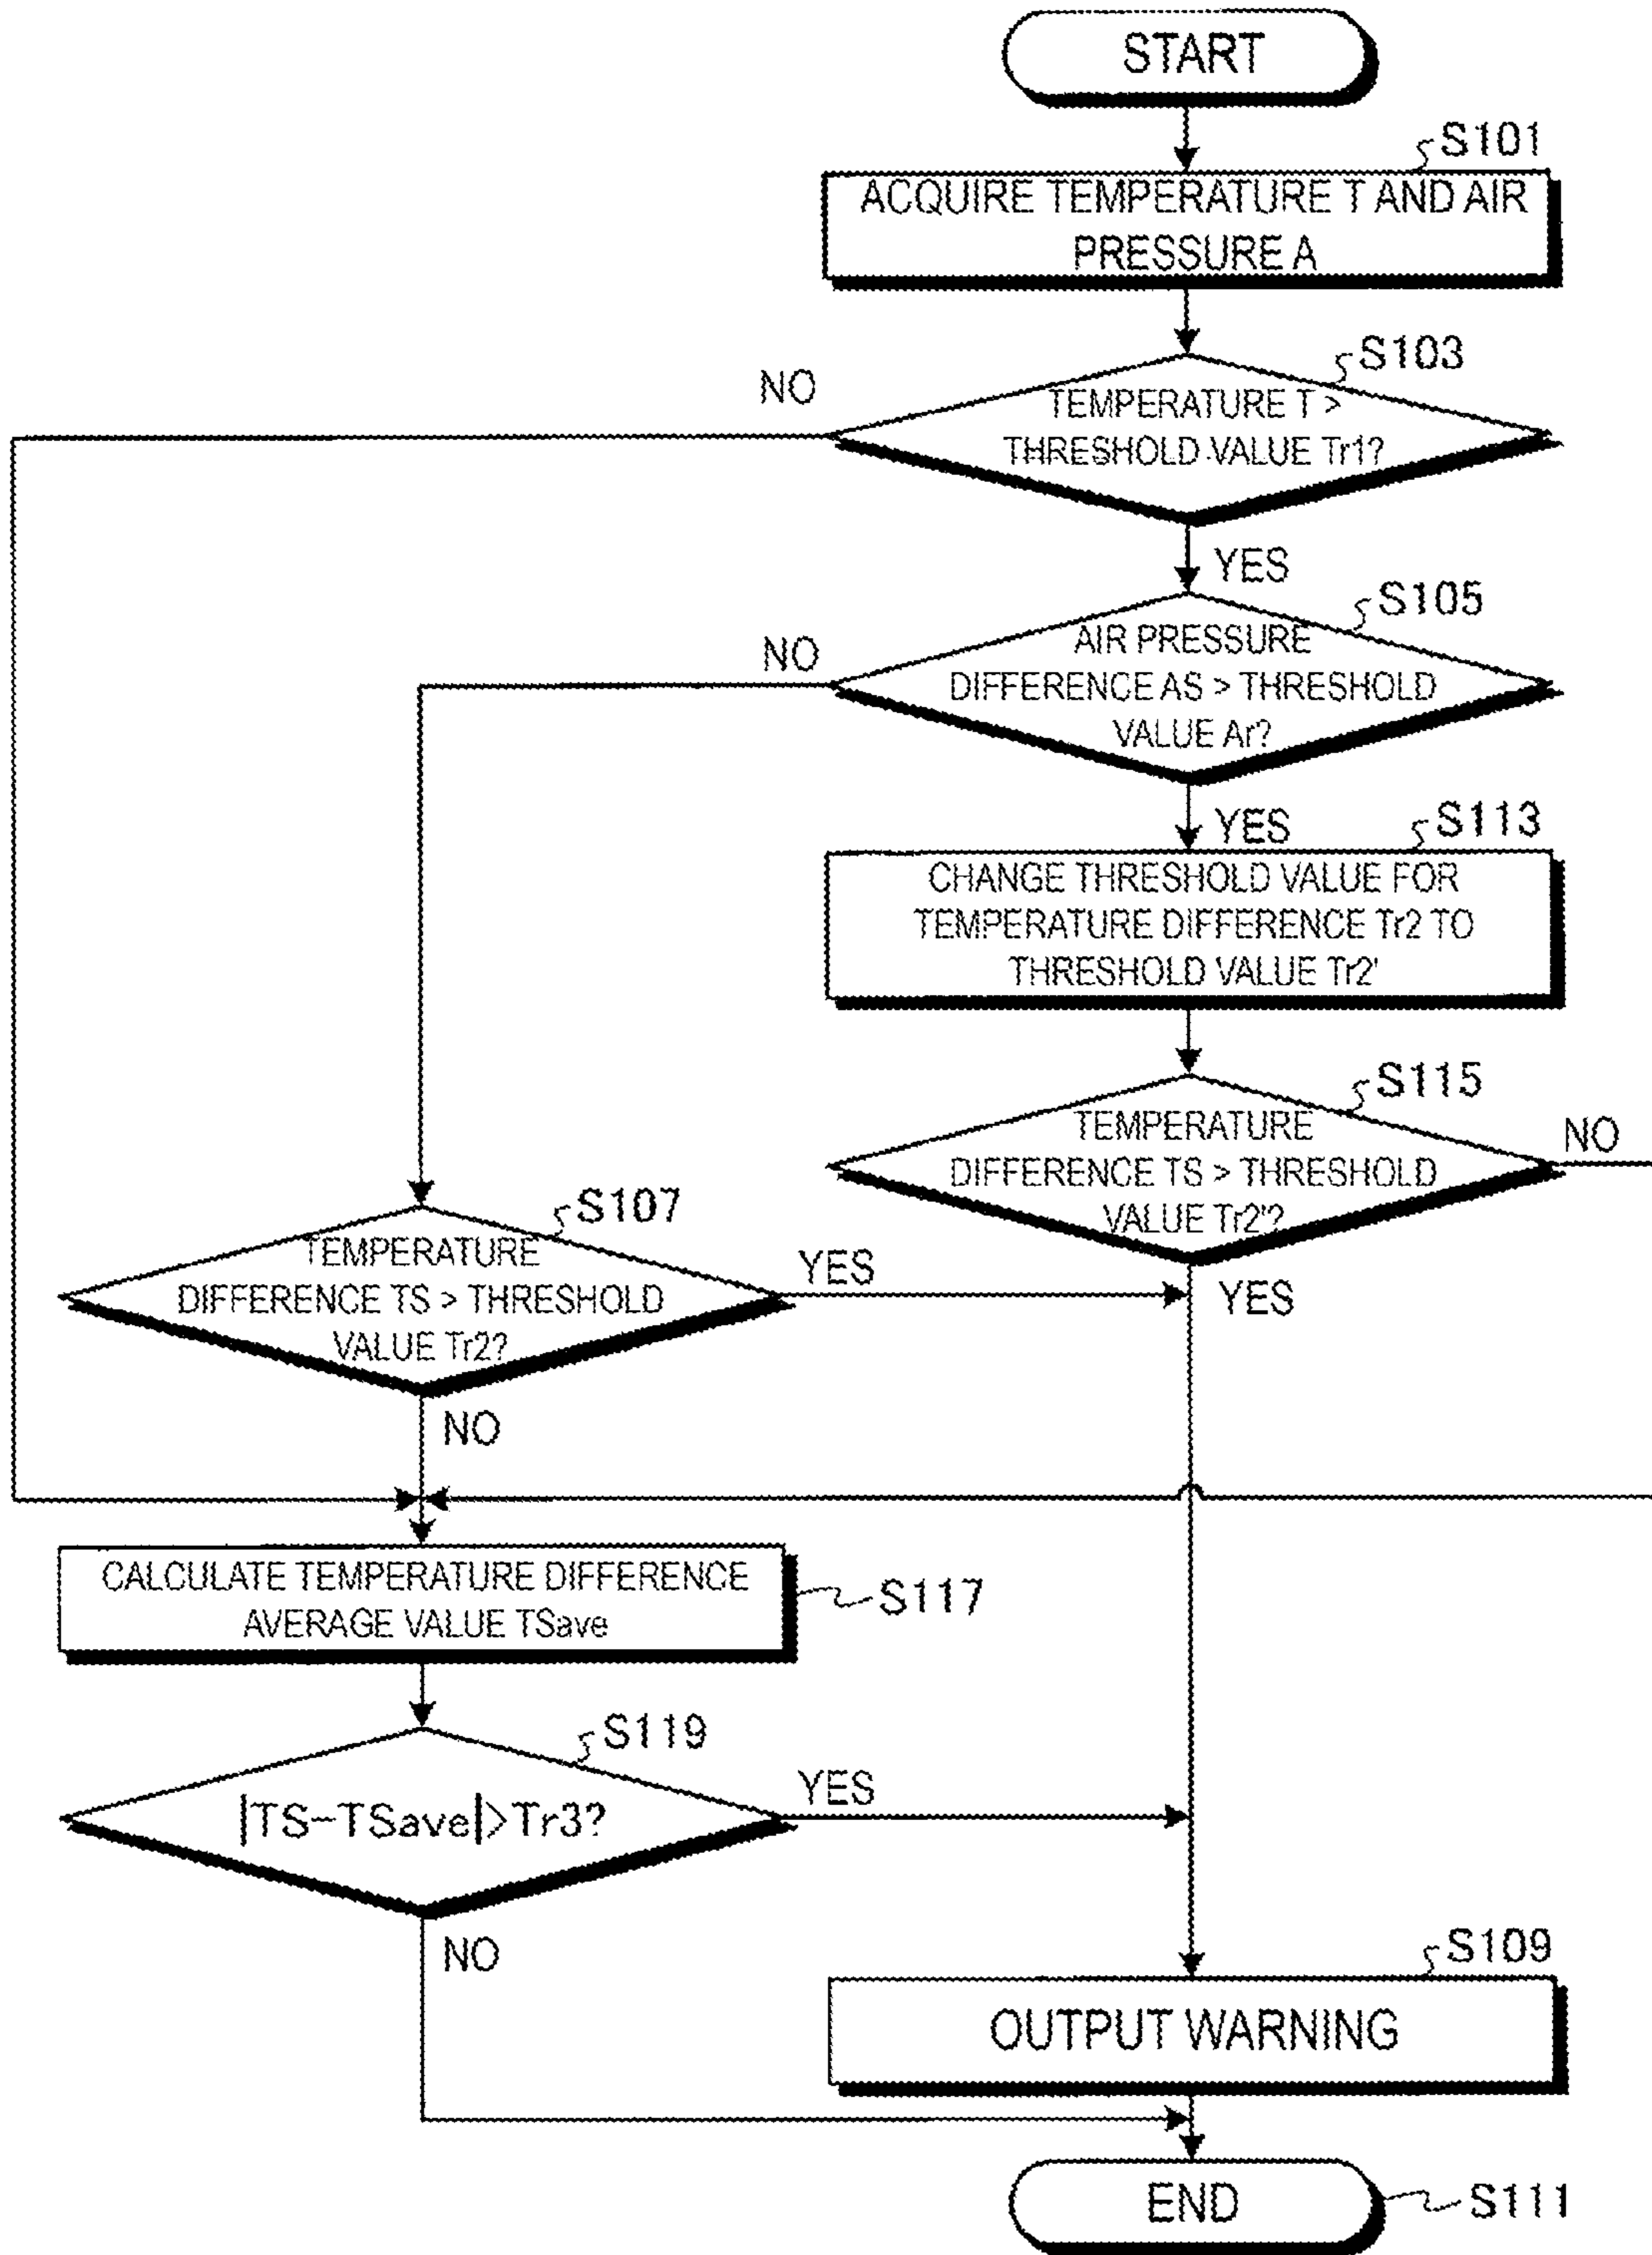 START
S101
ACQUIRE TEMPERATURE T AND AIR
PRESSURE A
S103
NO
TEMPERATURE T >
THRESHOLD VALUE Tr1?
YES
S105
NO
AIR PRESSURE
DIFFERENCE AS > THRESHOLD
VALUE Ar?
YES
S113
CHANGE THRESHOLD VALUE FOR
TEMPERATURE DIFFERENCE Tr2 TO
THRESHOLD VALUE Tr2'
S115
TEMPERATURE
DIFFERENCE TS > THRESHOLD
VALUE Tr2'?
NO
YES
S107
TEMPERATURE
DIFFERENCE TS > THRESHOLD
VALUE Tr2?
YES
NO
CALCULATE TEMPERATURE DIFFERENCE
AVERAGE VALUE TSave
S117
S119
|TS-TSave|>Tr3?
YES
NO
S109
OUTPUT WARNING
END
S111